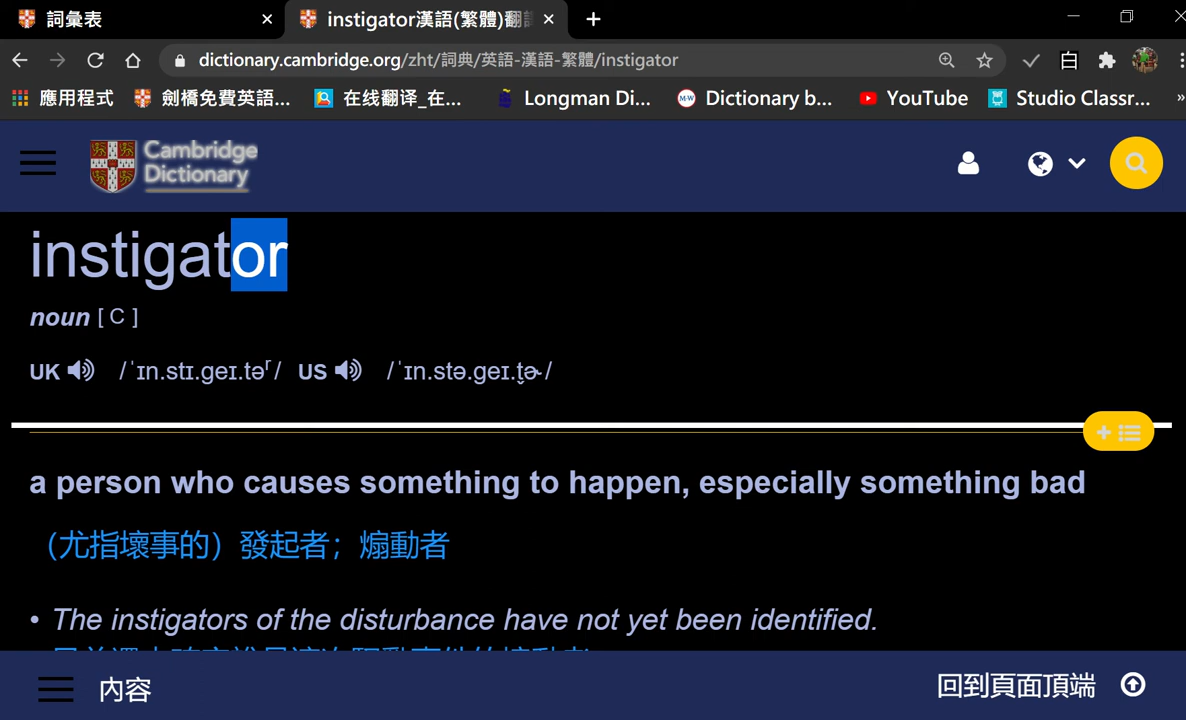 詞彙表
instigator漢語(繁體)翻譯
dictionary.cambridge.org/zht/詞典/英語-漢語-繁體/instigator
應用程式 劍橋免費英語... 在线翻译_在... Longman Di... Dictionary b... YouTube Studio Classr... »
Cambridge
Dictionary
instigator
noun [ C ]
UK /ˈɪn.stɪ.ɡeɪ.təʳ/ US /ˈɪn.stə.ɡeɪ.t̬ɚ/
a person who causes something to happen, especially something bad
（尤指壞事的）發起者；煽動者
• The instigators of the disturbance have not yet been identified.
內容 回到頁面頂端